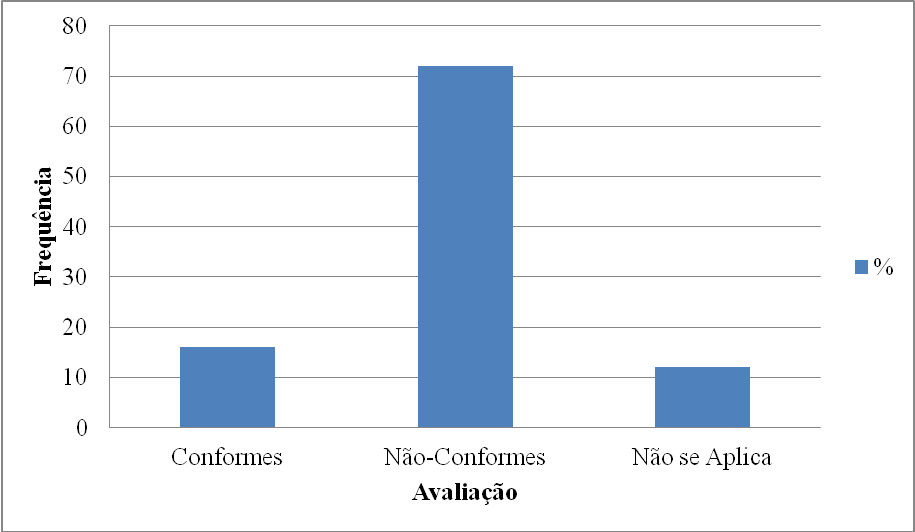 80
70
60
50
40
30
20
10
0
Frequência
Conformes
Não-Conformes
Não se Aplica
Avaliação
%